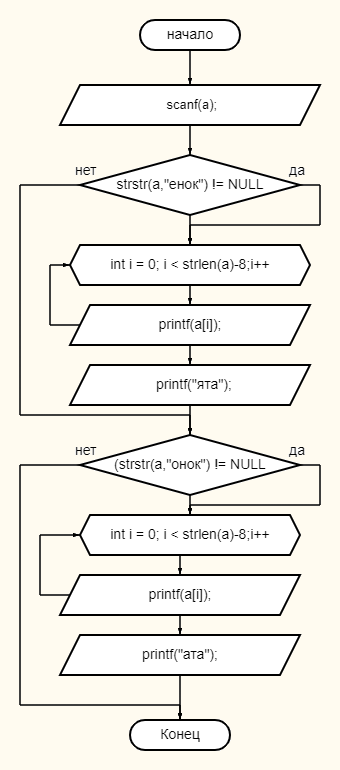 начало
scanf(a);
нет
да
strstr(a,"енок") != NULL
int i = 0; i < strlen(a)-8;i++
printf(a[i]);
printf("ята");
нет
да
(strstr(a,"онок") != NULL
int i = 0; i < strlen(a)-8;i++
printf(a[i]);
printf("ата");
Конец